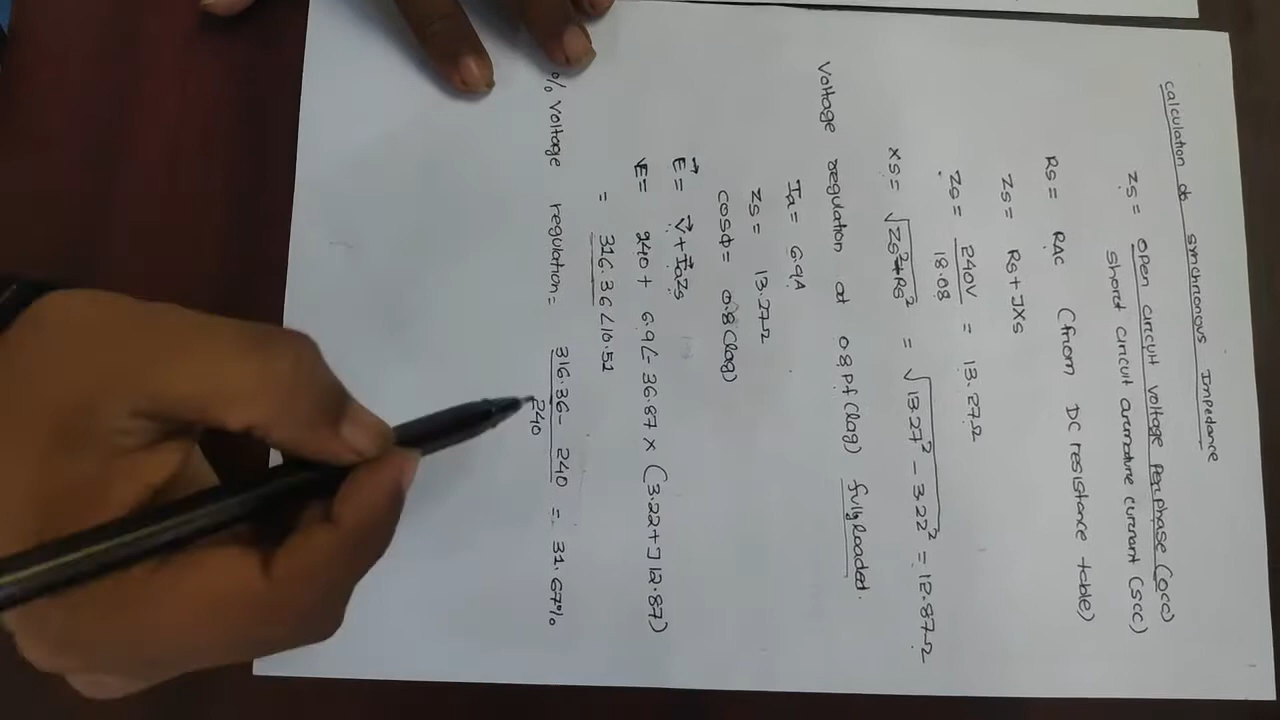 Calculation of synchronous Impedance
Zs = open circuit voltage per phase (occ)
short circuit armature current (scc)
Rs = RAC (from DC resistance table)
Zs = Rs + JXs
Zs = 240V / 18.08 = 13.27Ω
Xs = √Zs² + Rs² = √13.27² - 3.22² = 12.87Ω
Voltage regulation at 0.8 Pf (lag) fully loaded.
Ia = 6.9A
Zs = 13.27Ω
cosΦ = 0.8 (lag)
E⃗ = V⃗ + I⃗aZs
E = 240 + 6.9∠-36.87 × (3.22 + J 12.87)
= 316.36∠10.51
% Voltage regulation = 316.36 - 240 / 240 = 31.67%